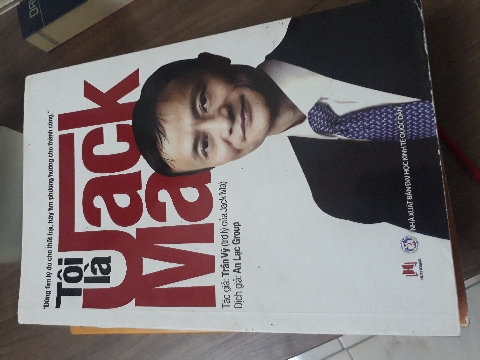 "Đừng tìm lý do cho thất bại, hãy tìm phương hướng cho thành công."
Tôi
là
Jack
Ma
Tác giả: Trần Vỹ (trợ lý của Jack Ma)
Dịch giả: An Lạc Group
NHÀ XUẤT BẢN ĐẠI HỌC KINH TẾ QUỐC DÂN